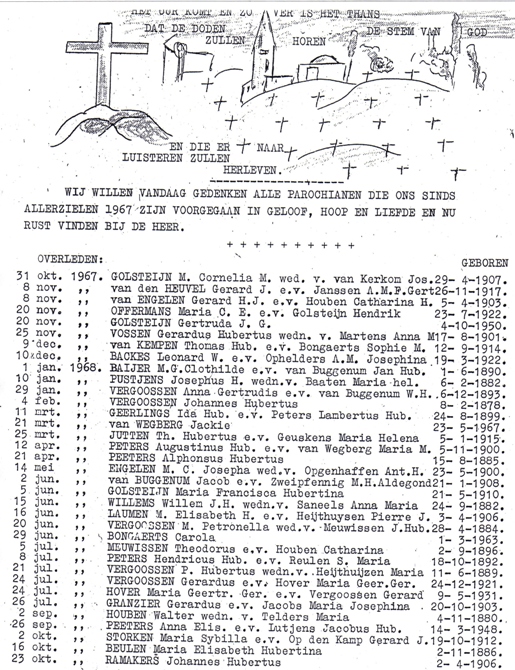 HET UUR KOMT EN ZO VER IS HET THANS
DAT DE DODEN DE STEM VAN GOD
ZULLEN HOREN
EN DIE ER NAAR
LUISTEREN ZULLEN
HERLEVEN.
WIJ WILLEN VANDAAG GEDENKEN ALLE PAROCHIANEN DIE ONS SINDS
ALLERZIELEN 1967 ZIJN VOORGEGAAN IN GELOOF, HOOP EN LIEFDE EN NU
RUST VINDEN BIJ DE HEER.
+ + + + + + + + + +
OVERLEDEN: GEBOREN
31 okt. 1967. GOLSTEIJN M. Cornelia M. wed. v. van Kerkom Jos. 29- 4-1907.
8 nov. ,, van den HEUVEL Gerard J. e.v. Janssen A.M.F.Gert 26-11-1917.
8 nov. ,, van ENGELEN Gerard H.J. e.v. Houben Catharina H. 5- 4-1903.
20 nov. ,, OFFERMANS Maria C. E. e.v. Golsteijn Hendrik 23- 7-1922.
20 nov. ,, GOLSTEIJN Gertruda J. G. 4-10-1950.
25 nov. ,, VOSSEN Gerardus Hubertus wedn. v. Martens Anna M 17- 8-1901.
9 dec. ,, van KEMPEN Thomas Hub. e.v. Bongaerts Sophie M. 12- 9-1914.
10 dec. ,, BACKES Leonard W. e.v. Ophelders A.M. Josephina 19- 3-1922.
1 jan. 1968. BAIJER M.G.Clothilde e.v. van Buggenum Jan Hub. 1- 6-1890.
10 jan. ,, PUSTJENS Josephus H. wedn.v. Baaten Maria hel. 6- 2-1882.
29 jan. ,, VERGOOSSEN Anna Gertrudis e.v. van Buggenum W.H. 6-12-1893.
4 feb. ,, VERGOOSSEN Johannes Hubertus 8- 2-1878.
11 mrt. ,, GEERLINGS Ida Hub. e.v. Peters Lambertus Hub. 24- 8-1899.
21 mrt. ,, van WEGBERG Jackie 23- 5-1967.
25 mrt. ,, JUTTEN Th. Hubertus e.v. Geuskens Maria Helena 5- 1-1915.
12 apr. ,, PEETERS Augustinus Hub. e.v. van Wegberg Maria M. 5-11-1900.
21 apr. ,, PEETERS Alphonsus Hubertus 15- 8-1885.
14 mei ,, ENGELEN M. C. Josepha wed.v. Opgenhaffen Ant.H. 23- 5-1900.
2 jun. ,, van BUGGENUM Jacob e.v. Zweipfennig M.H.Aldegond 21- 1-1908.
5 jun. ,, GOLSTEIJN Maria Francisca Hubertina 21- 5-1910.
15 jun. ,, WILLEMS Willen J.H. wedn.v. Saneels Anna Maria 24- 9-1882.
16 jun. ,, LAUMEN M. Elisabeth H. e.v. Heijthuysen Pierre J. 3- 4-1906.
20 jun. ,, VERGOOSSEN M. Petronella wed.v. Meuwissen J.Hub. 28- 4-1884.
29 jun. ,, BONGAERTS Carola 1- 3-1963.
5 jul. ,, MEUWISSEN Theodorus e.v. Houben Catharina 2- 9-1896.
8 jul. ,, PETERS Hendricus Hub. e.v. Reulen S. Maria 18-10-1892.
21 jul. ,, VERGOOSSEN P. Hubertus wedn.v. Heijthuijzen Maria 11- 6-1889.
24 jul. ,, VERGOOSSEN Gerardus e.v. Hover Maria Geer.Ger. 24-12-1921.
24 jul. ,, HOVER Maria Geertr. Ger. e.v. Vergoossen Gerard 9- 5-1931.
26 jul. ,, GRANZIER Gerardus e.v. Jacobs Maria Josephina 20-10-1903.
2 sep. ,, HOUBEN Walter wedn. v. Telders Maria 4-11-1880.
26 sep. ,, PEETERS Anna Elis. e.v. Lutjens Jacobus Hub. 14- 3-1948.
2 okt. ,, STORKEN Maria Sybilla e.v. Op den Kamp Gerard J. 19-10-1912.
16 okt. ,, BEULEN Maria Elisabeth Hubertina 2-11-1886.
23 okt. ,, RAMAKERS Johannes Hubertus 2- 4-1906.